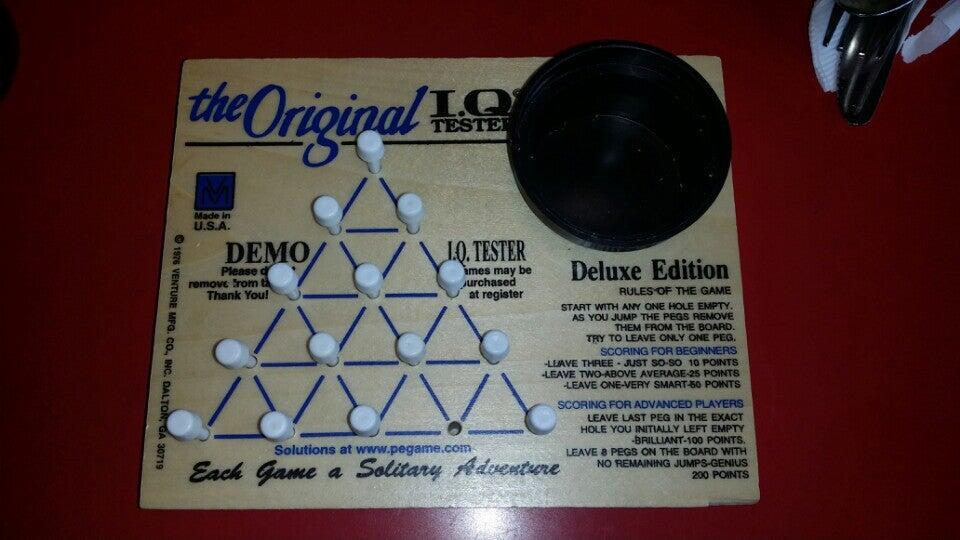 the Original I.Q.
TESTER
M
Made in
U.S.A.
© 1976 VENTURE MFG. CO., INC. DALTON, GA 30719
DEMO
Please
remove from
Thank You!
I.Q. TESTER
Games may be
purchased
at register
Deluxe Edition
RULES OF THE GAME
START WITH ANY ONE HOLE EMPTY.
AS YOU JUMP THE PEGS REMOVE
THEM FROM THE BOARD.
TRY TO LEAVE ONLY ONE PEG.
SCORING FOR BEGINNERS
-LEAVE THREE - JUST SO-SO 10 POINTS
-LEAVE TWO-ABOVE AVERAGE-25 POINTS
-LEAVE ONE-VERY SMART-50 POINTS
SCORING FOR ADVANCED PLAYERS
LEAVE LAST PEG IN THE EXACT
HOLE YOU INITIALLY LEFT EMPTY
-BRILLIANT-100 POINTS.
LEAVE 8 PEGS ON THE BOARD WITH
NO REMAINING JUMPS-GENIUS
200 POINTS
Solutions at www.pegame.com
Each Game a Solitary Adventure